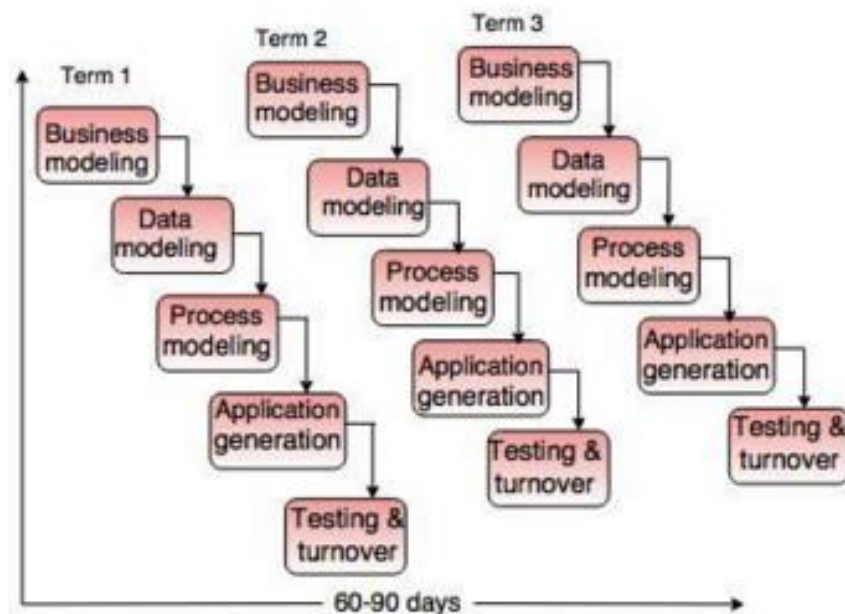 Term 1
Business
modeling
Data
modeling
Process
modeling
Application
generation
Testing &
turnover
Term 2
Business
modeling
Data
modeling
Process
modeling
Application
generation
Testing &
turnover
Term 3
Business
modeling
Data
modeling
Process
modeling
Application
generation
Testing &
turnover
60-90 days